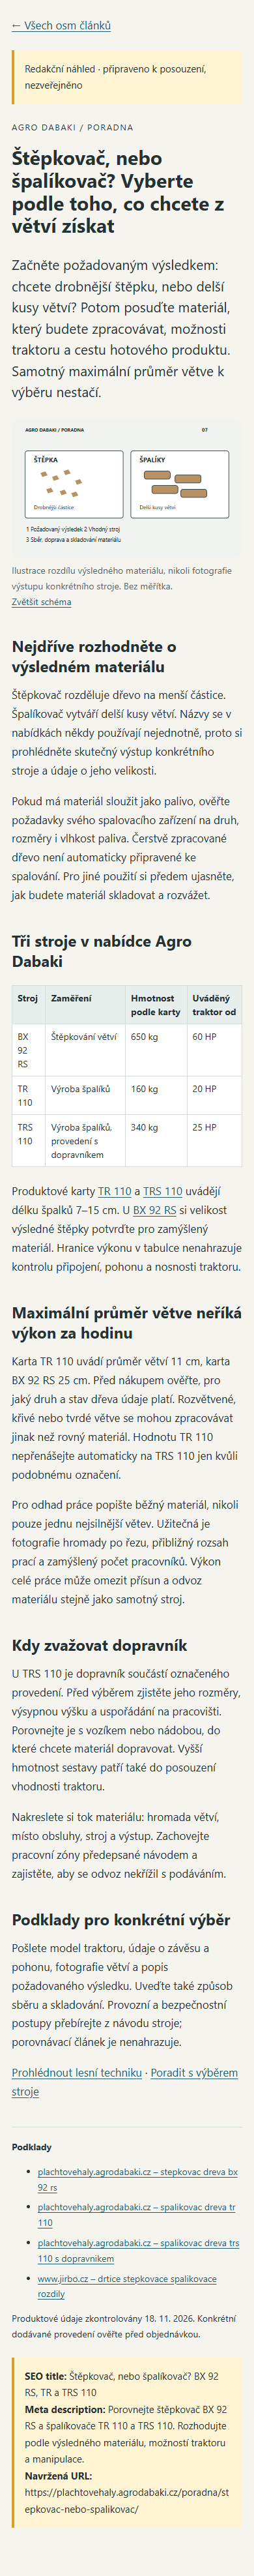 ← Všech osm článků
Redakční náhled · připraveno k posouzení,
nezveřejněno
AGRO DABAKI / PORADNA
Štěpkovač, nebo
špalíkovač? Vyberte
podle toho, co chcete z
větví získat
Začněte požadovaným výsledkem:
chcete drobnější štěpku, nebo delší
kusy větví? Potom posuďte materiál,
který budete zpracovávat, možnosti
traktoru a cestu hotového produktu.
Samotný maximální průměr větve k
výběru nestačí.
AGRO DABAKI / PORADNA 07
ŠTĚPKA ŠPALÍKY
Drobnější částice Delší kusy větví
1 Požadovaný výsledek 2 Vhodný stroj
3 Sběr, doprava a skladování materiálu
Ilustrace rozdílu výsledného materiálu, nikoli fotografie
výstupu konkrétního stroje. Bez měřítka.
Zvětšit schéma
Nejdříve rozhodněte o
výsledném materiálu
Štěpkovač rozděluje dřevo na menší částice.
Špalíkovač vytváří delší kusy větví. Názvy se v
nabídkách někdy používají nejednotně, proto si
prohlédněte skutečný výstup konkrétního
stroje a údaje o jeho velikosti.
Pokud má materiál sloužit jako palivo, ověřte
požadavky svého spalovacího zařízení na druh,
rozměry i vlhkost paliva. Čerstvě zpracované
dřevo není automaticky připravené ke
spalování. Pro jiné použití si předem ujasněte,
jak budete materiál skladovat a rozvážet.
Tři stroje v nabídce Agro
Dabaki
Stroj Zaměření Hmotnost podle karty Uváděný traktor od
BX 92 RS Štěpkování větví 650 kg 60 HP
TR 110 Výroba špalíků 160 kg 20 HP
TRS 110 Výroba špalíků, provedení s dopravníkem 340 kg 25 HP
Produktové karty TR 110 a TRS 110 uvádějí
délku špalků 7–15 cm. U BX 92 RS si velikost
výsledné štěpky potvrďte pro zamýšlený
materiál. Hranice výkonu v tabulce nenahrazuje
kontrolu připojení, pohonu a nosnosti traktoru.
Maximální průměr větve neříká
výkon za hodinu
Karta TR 110 uvádí průměr větví 11 cm, karta
BX 92 RS 25 cm. Před nákupem ověřte, pro
jaký druh a stav dřeva údaje platí. Rozvětvené,
křivé nebo tvrdé větve se mohou zpracovávat
jinak než rovný materiál. Hodnotu TR 110
nepřenášejte automaticky na TRS 110 jen kvůli
podobnému označení.
Pro odhad práce popište běžný materiál, nikoli
pouze jednu nejsilnější větev. Užitečná je
fotografie hromady po řezu, přibližný rozsah
prací a zamýšlený počet pracovníků. Výkon
celé práce může omezit přísun a odvoz
materiálu stejně jako samotný stroj.
Kdy zvažovat dopravník
U TRS 110 je dopravník součástí označeného
provedení. Před výběrem zjistěte jeho rozměry,
výsypnou výšku a uspořádání na pracovišti.
Porovnejte je s vozíkem nebo nádobou, do
které chcete materiál dopravovat. Vyšší
hmotnost sestavy patří také do posouzení
vhodnosti traktoru.
Nakreslete si tok materiálu: hromada větví,
místo obsluhy, stroj a výstup. Zachovejte
pracovní zóny předepsané návodem a
zajistěte, aby se odvoz nekřížil s podáváním.
Podklady pro konkrétní výběr
Pošlete model traktoru, údaje o závěsu a
pohonu, fotografie větví a popis
požadovaného výsledku. Uveďte také způsob
sběru a skladování. Provozní a bezpečnostní
postupy přebírejte z návodu stroje;
porovnávací článek je nenahrazuje.
Prohlédnout lesní techniku · Poradit s výběrem
stroje
Podklady
plachtovehaly.agrodabaki.cz – stepkovac dreva bx
92 rs
plachtovehaly.agrodabaki.cz – spalikovac dreva tr
110
plachtovehaly.agrodabaki.cz – spalikovac dreva trs
110 s dopravnikem
www.jirbo.cz – drtice stepkovace spalikovace
rozdily
Produktové údaje zkontrolovány 18. 11. 2026. Konkrétní
dodávané provedení ověřte před objednávkou.
SEO title: Štěpkovač, nebo špalíkovač? BX 92
RS, TR a TRS 110
Meta description: Porovnejte štěpkovač BX 92
RS a špalíkovače TR 110 a TRS 110. Rozhodujte
podle výsledného materiálu, možností traktoru
a manipulace.
Navržená URL:
https://plachtovehaly.agrodabaki.cz/poradna/st
epkovac-nebo-spalikovac/